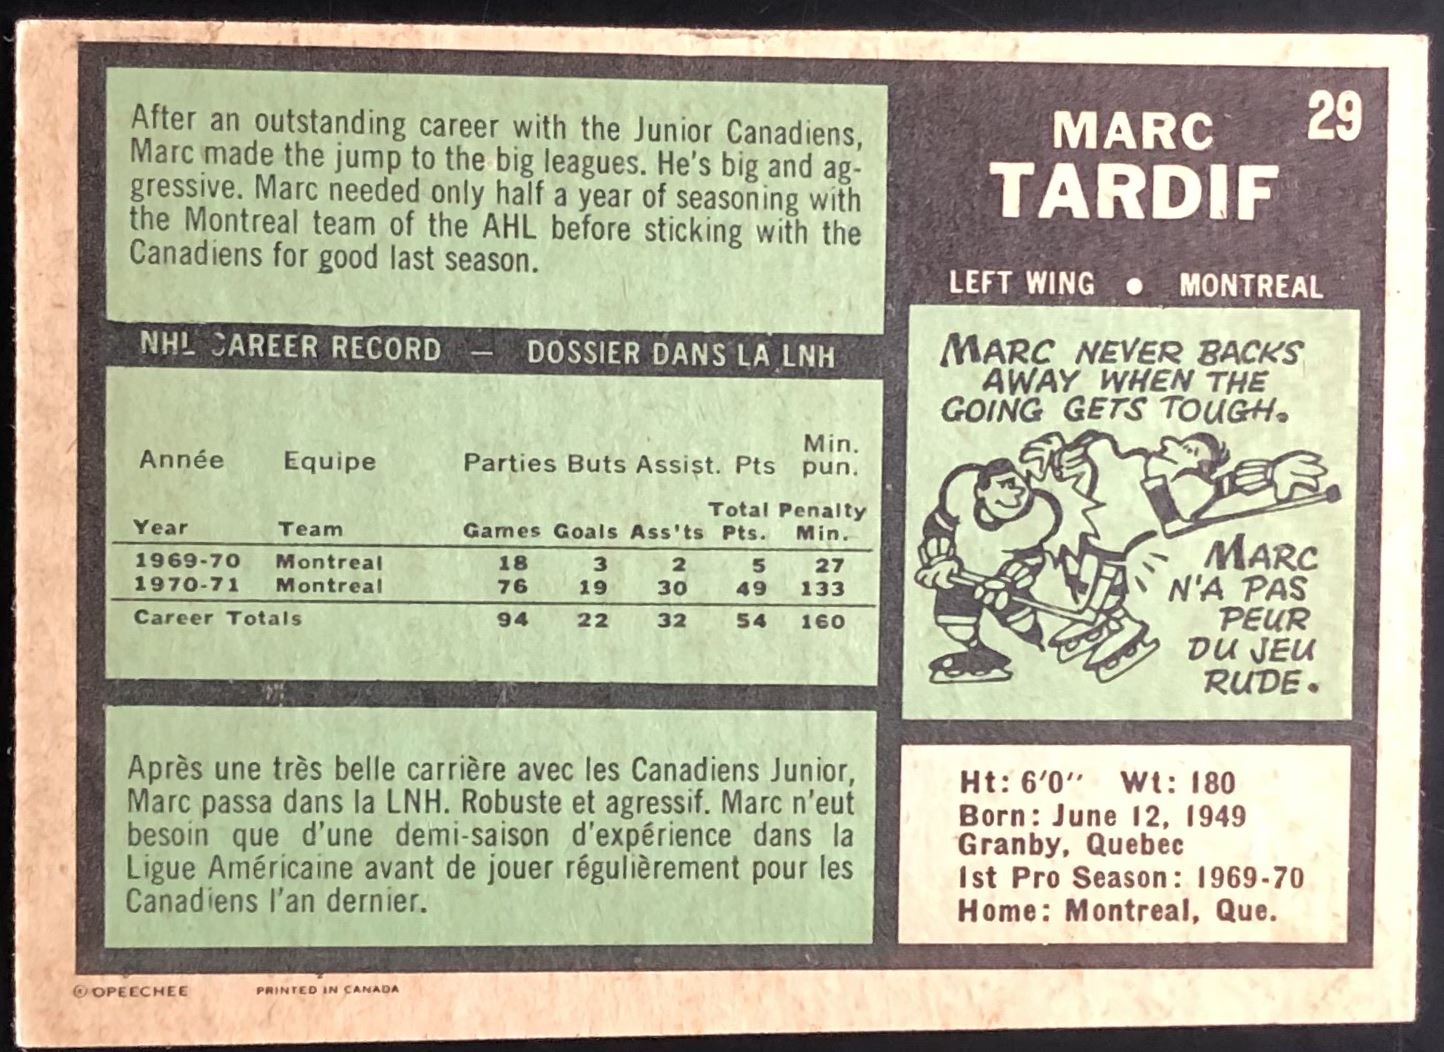 29
MARC
TARDIF
LEFT WING • MONTREAL
After an outstanding career with the Junior Canadiens,
Marc made the jump to the big leagues. He's big and ag-
gressive. Marc needed only half a year of seasoning with
the Montreal team of the AHL before sticking with the
Canadiens for good last season.
NHL CAREER RECORD — DOSSIER DANS LA LNH
Année Equipe Parties Buts Assist. Pts Min. pun.
Year Team Games Goals Ass'ts Total Pts. Penalty Min.
1969-70 Montreal 18 3 2 5 27
1970-71 Montreal 76 19 30 49 133
Career Totals 94 22 32 54 160
Après une très belle carrière avec les Canadiens Junior,
Marc passa dans la LNH. Robuste et agressif. Marc n'eut
besoin que d'une demi-saison d'expérience dans la
Ligue Américaine avant de jouer régulièrement pour les
Canadiens l'an dernier.
MARC NEVER BACKS
AWAY WHEN THE
GOING GETS TOUGH.
MARC
N'A PAS
PEUR
DU JEU
RUDE.
Ht: 6'0" Wt: 180
Born: June 12, 1949
Granby, Quebec
1st Pro Season: 1969-70
Home: Montreal, Que.
© OPEECHEE PRINTED IN CANADA